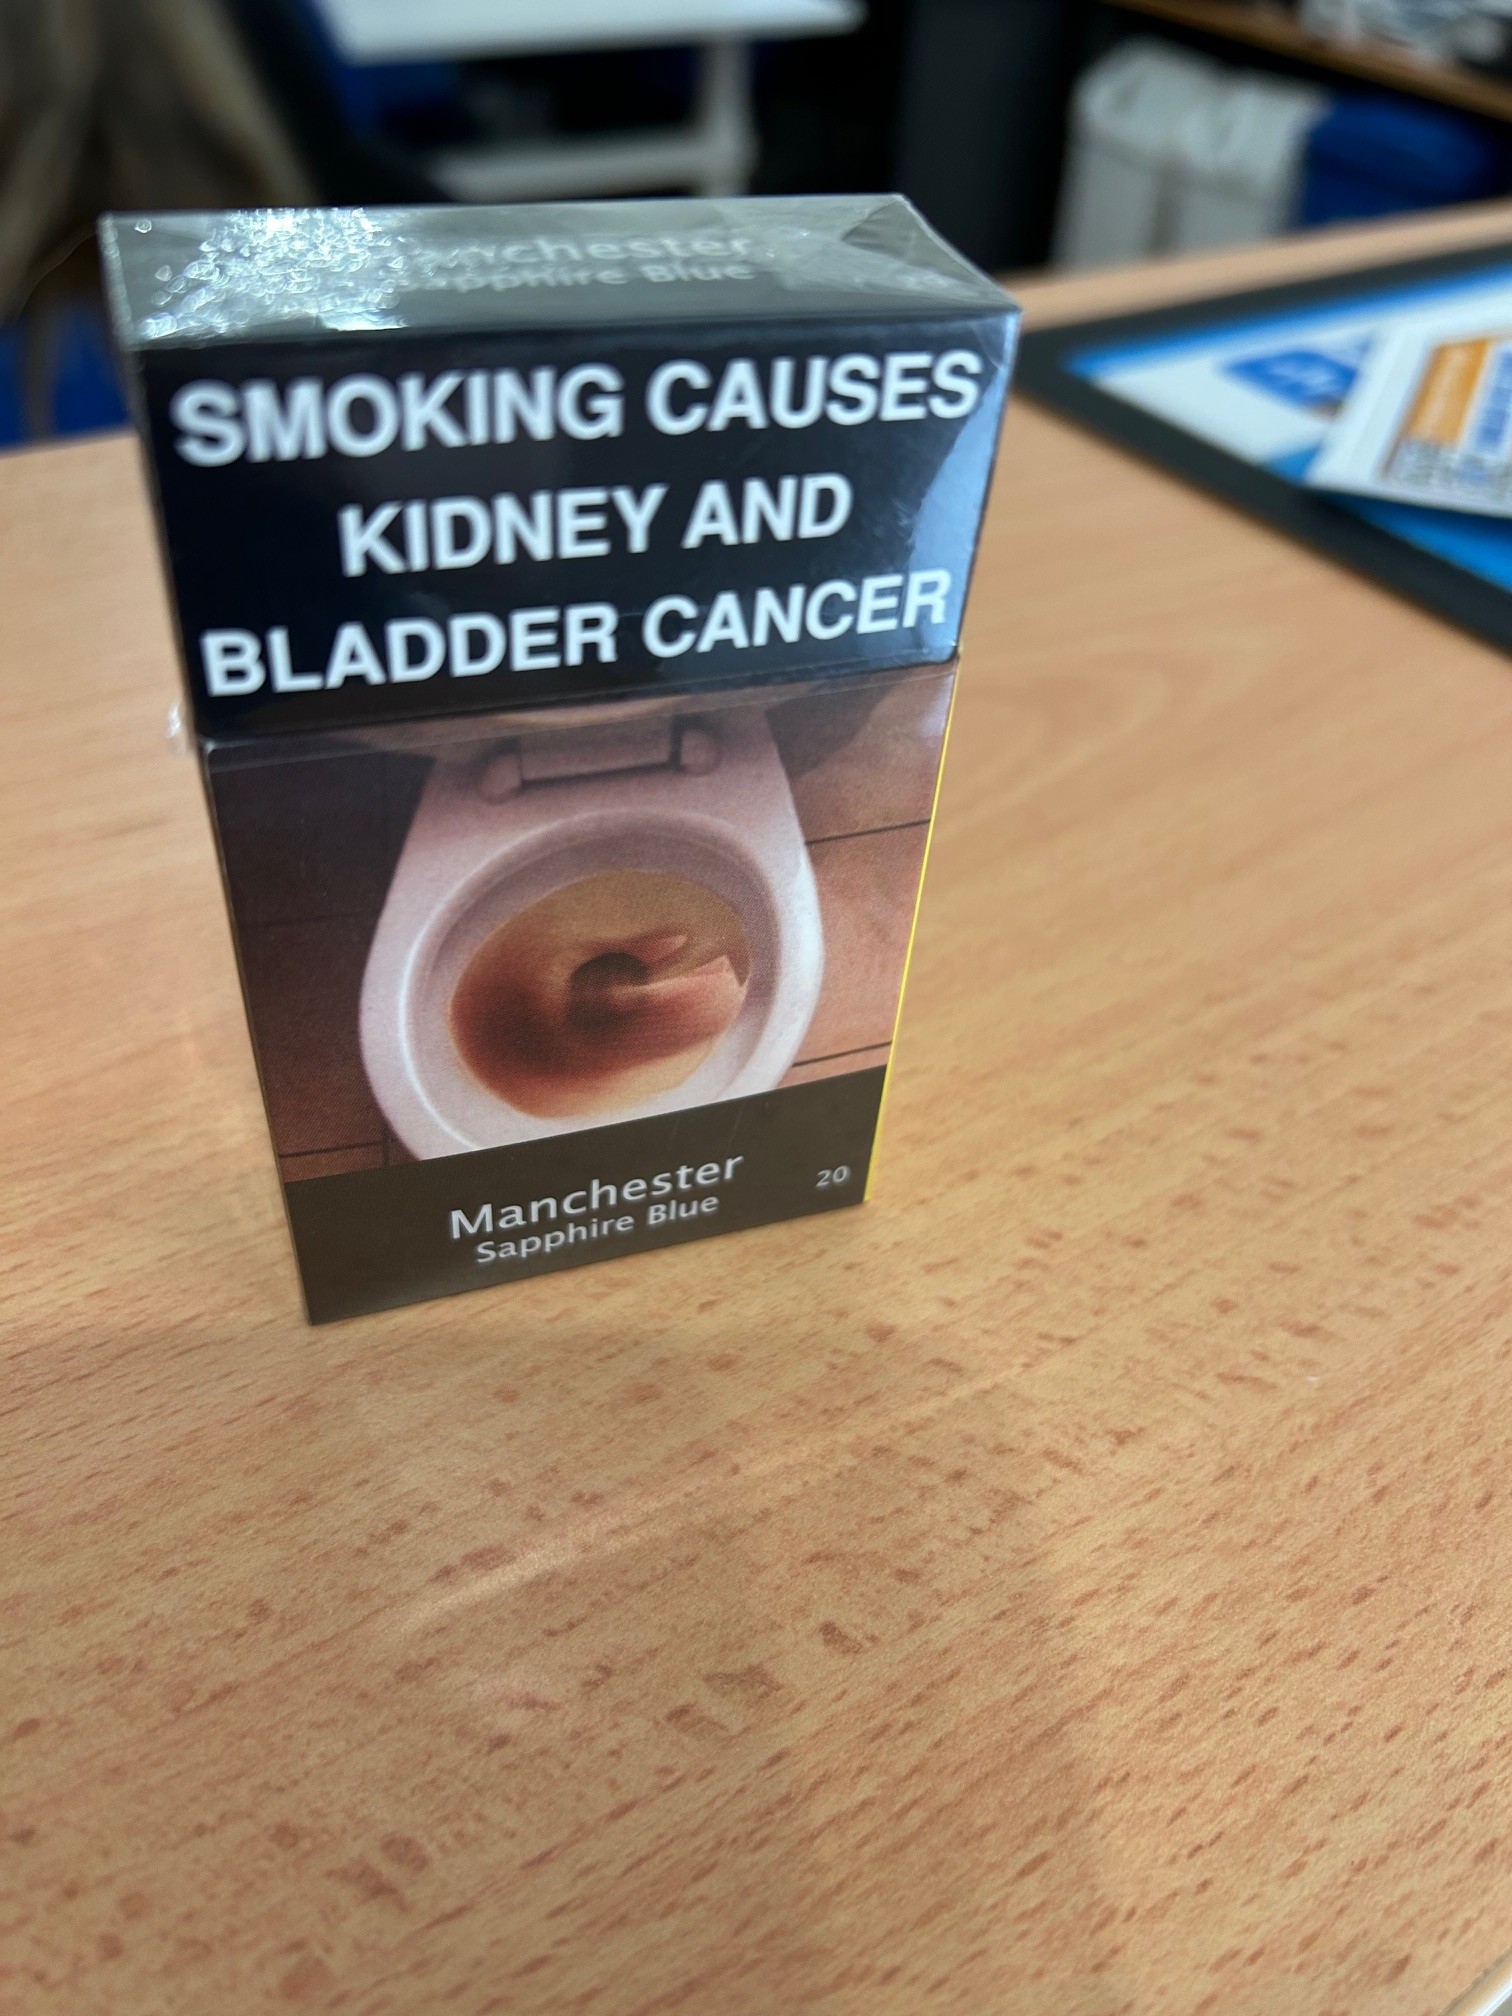 Manchester
Sapphire Blue
SMOKING CAUSES
KIDNEY AND
BLADDER CANCER
Manchester
Sapphire Blue
20